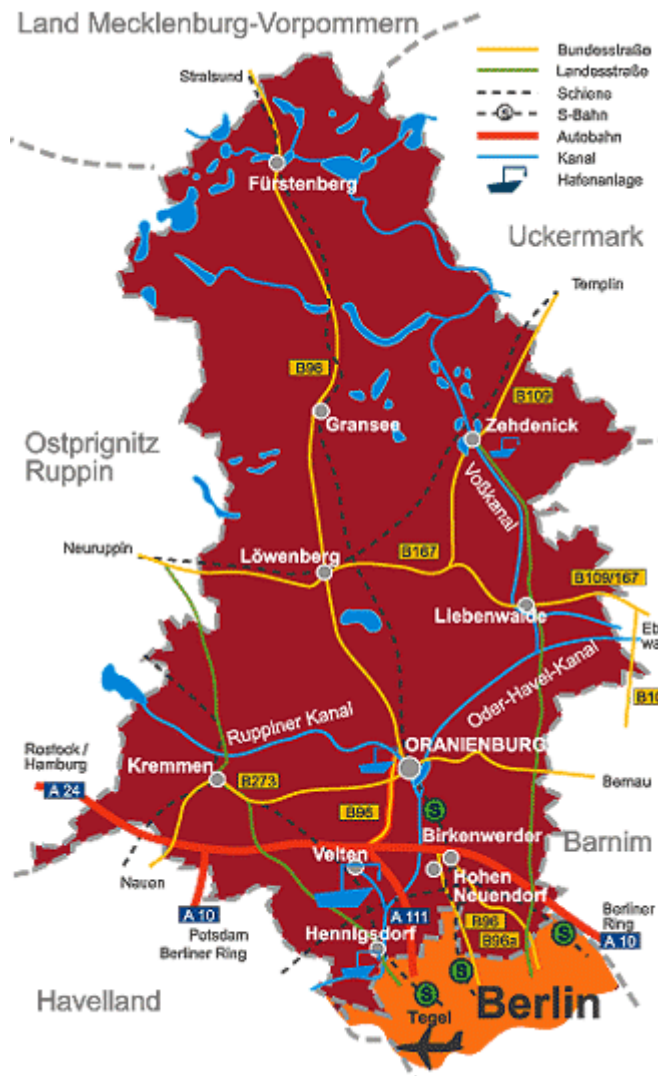 Land Mecklenburg-Vorpommern
Bundesstraße
Landesstraße
Schiene
S
S-Bahn
Autobahn
Kanal
Hafenanlage
Stralsund
Fürstenberg
Uckermark
Templin
B96
B109
Gransee
Zehdenick
Ostprignitz
Ruppin
Voßkanal
Neuruppin
Löwenberg
B167
B109/167
Liebenwalde
Oder-Havel-Kanal
Ruppiner Kanal
ORANIENBURG
Rostock /
Hamburg
Kremmen
B273
Bernau
A 24
B96
S
Birkenwerder
Barnim
Velten
Hohen
Neuendorf
Nauen
A 10
Potsdam
Berliner Ring
A 111
B96
B96a
Berliner
Ring
A 10
Hennigsdorf
S
S
S
Havelland
Berlin
Tegel